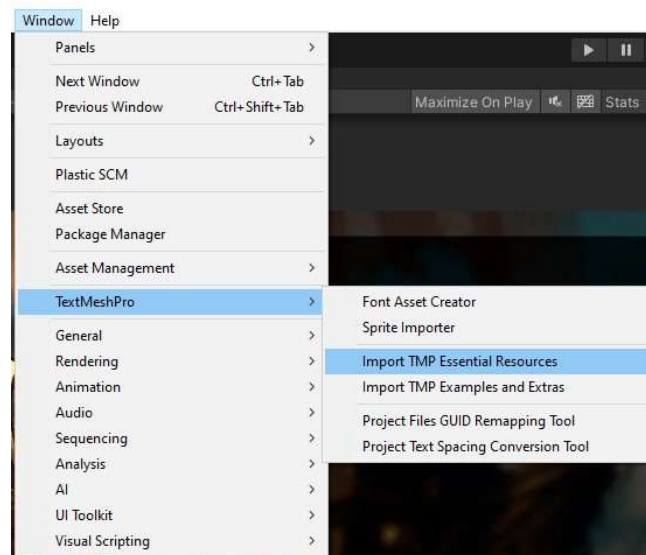 Window Help
Panels
Next Window Ctrl+Tab
Previous Window Ctrl+Shift+Tab
Maximize On Play Stats
Layouts
Plastic SCM
Asset Store
Package Manager
Asset Management
TextMeshPro
Font Asset Creator
General
Sprite Importer
Rendering
Import TMP Essential Resources
Animation
Import TMP Examples and Extras
Audio
Project Files GUID Remapping Tool
Sequencing
Project Text Spacing Conversion Tool
Analysis
AI
UI Toolkit
Visual Scripting